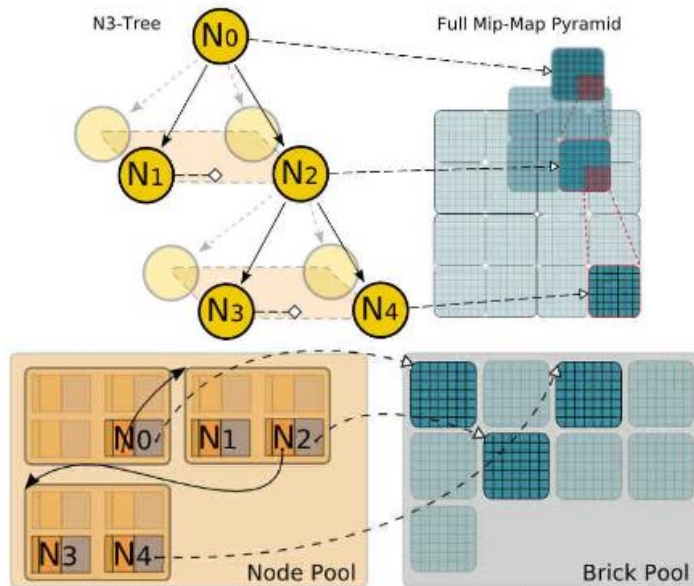 N3-Tree
Full Mip-Map Pyramid
N0
N1
N2
N3
N4
N0
N1
N2
N3
N4
Node Pool
Brick Pool